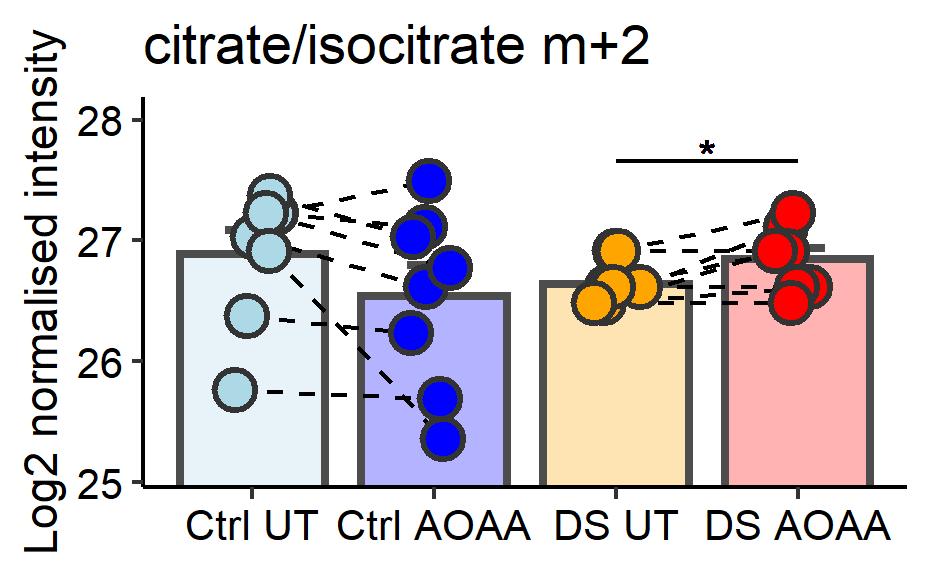 citrate/isocitrate m+2
Log2 normalised intensity
28
27
26
25
*
Ctrl UT
Ctrl AOAA
DS UT
DS AOAA